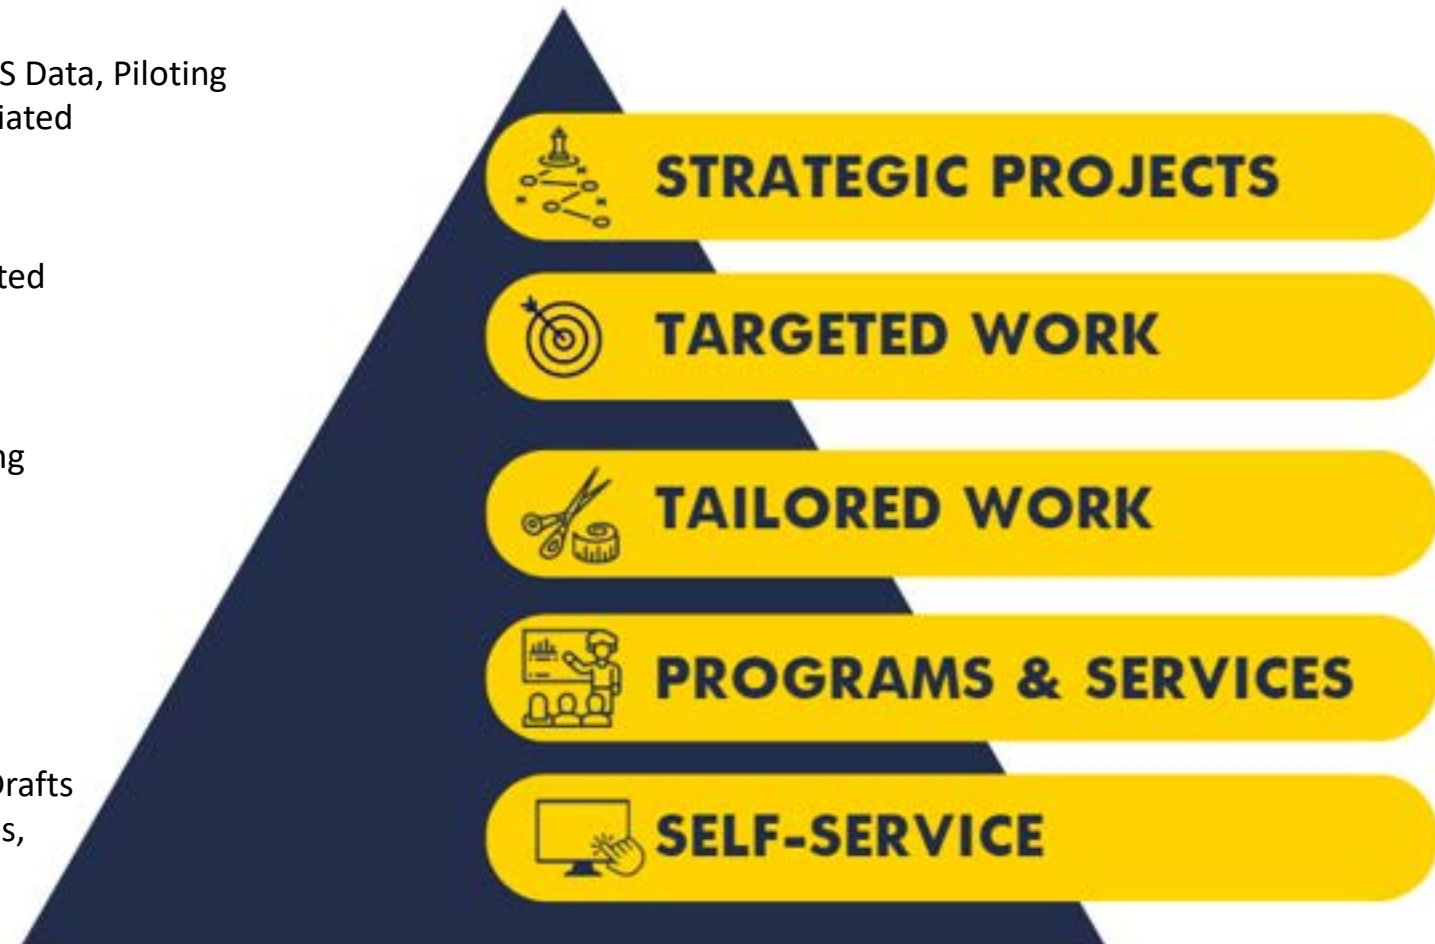 S Data, Piloting
iated
STRATEGIC PROJECTS
ted
TARGETED WORK
ng
TAILORED WORK
PROGRAMS & SERVICES
Drafts
s,
SELF-SERVICE